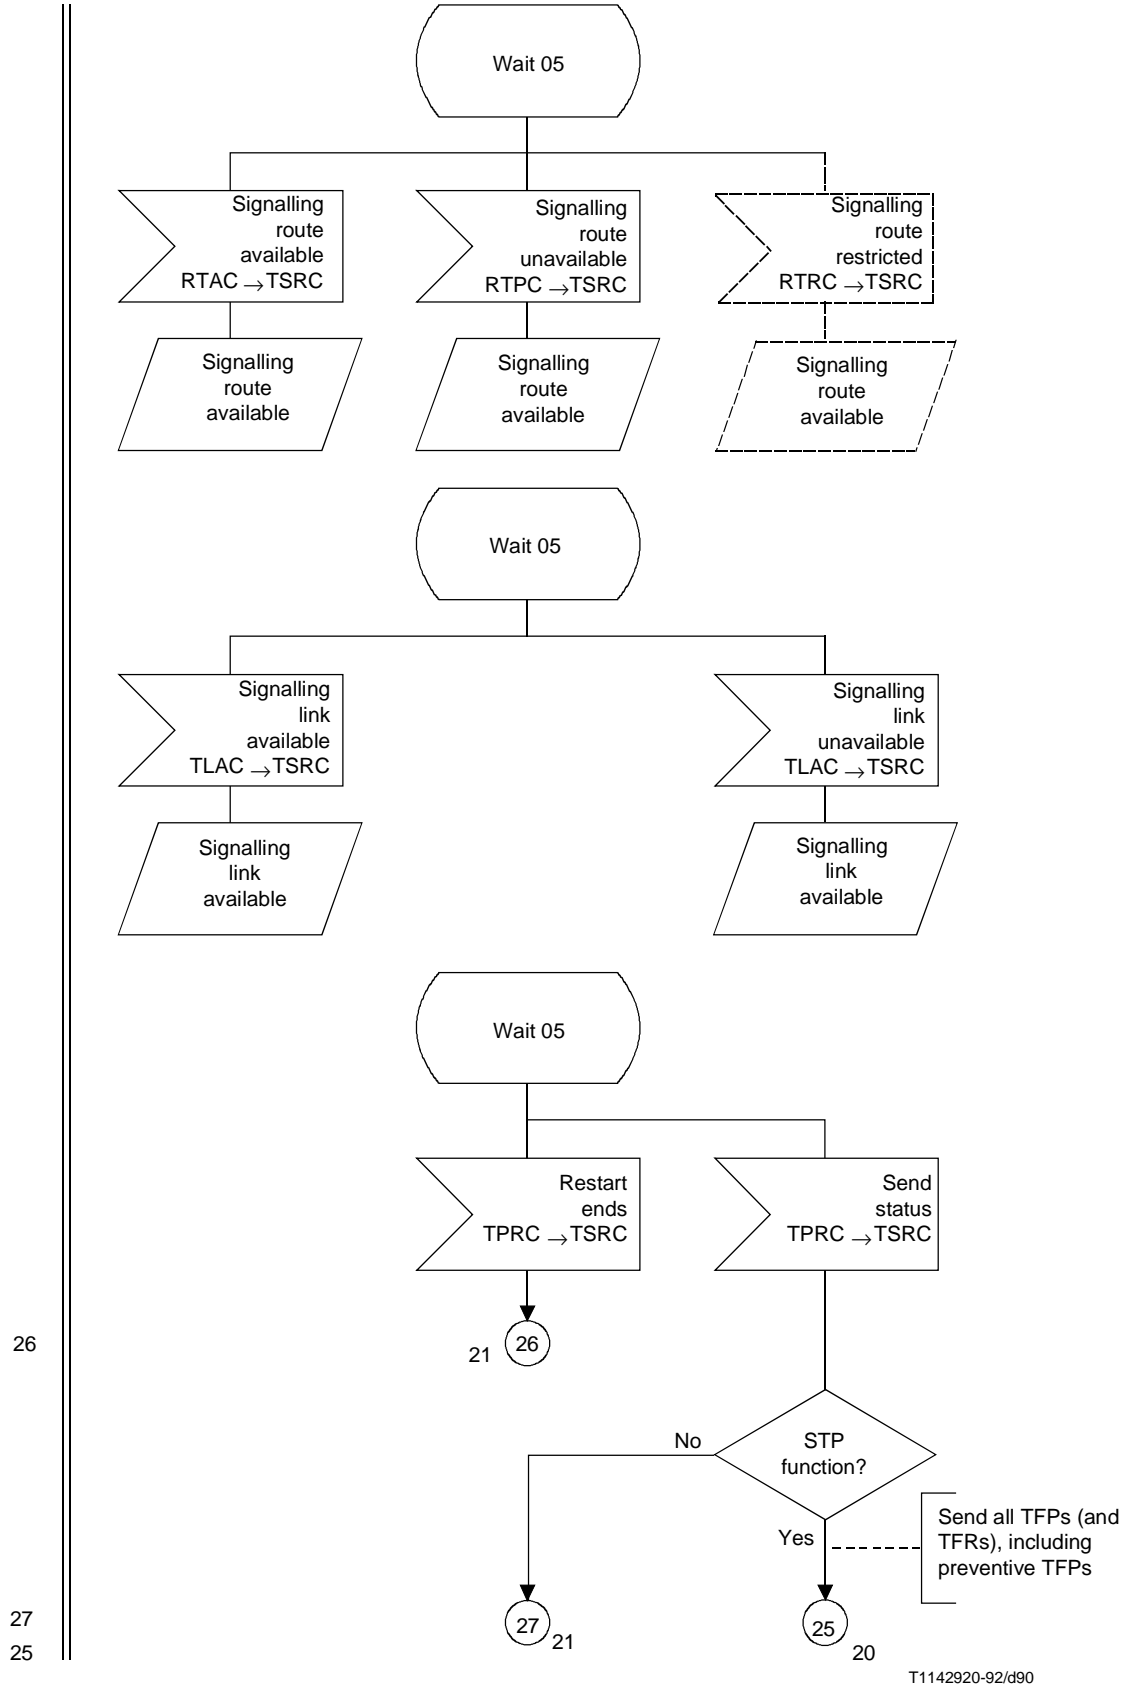 Wait 05
Signalling
route
available
RTAC →TSRC
Signalling
route
unavailable
RTPC →TSRC
Signalling
route
restricted
RTRC →TSRC
Signalling
route
available
Signalling
route
available
Signalling
route
available
Wait 05
Signalling
link
available
TLAC →TSRC
Signalling
link
unavailable
TLAC →TSRC
Signalling
link
available
Signalling
link
available
Wait 05
Restart
ends
TPRC →TSRC
Send
status
TPRC →TSRC
26
21
26
No
STP
function?
Yes
Send all TFPs (and
TFRs), including
preventive TFPs
27
27
21
25
20
25
T1142920-92/d90